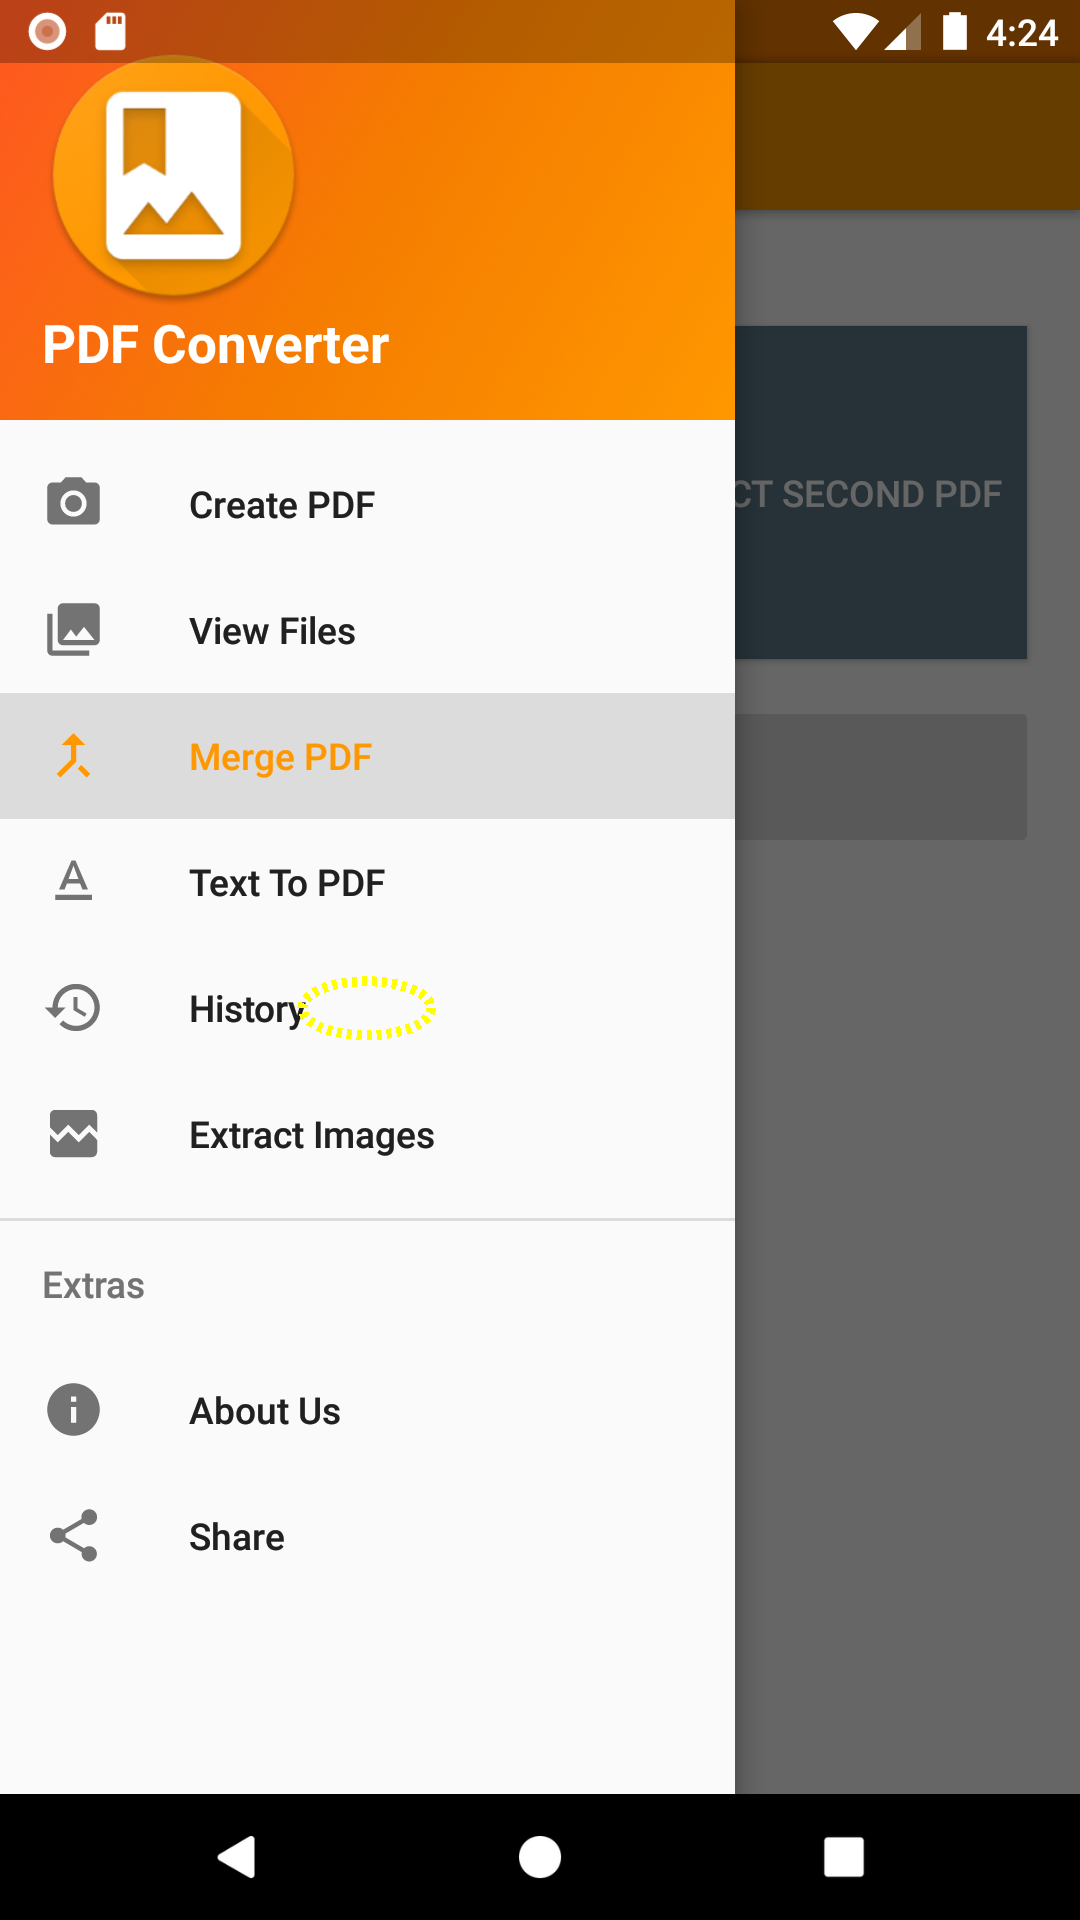 4:24
PDF Converter
Create PDF
CT SECOND PDF
View Files
Merge PDF
Text To PDF
History
Extract Images
Extras
About Us
Share